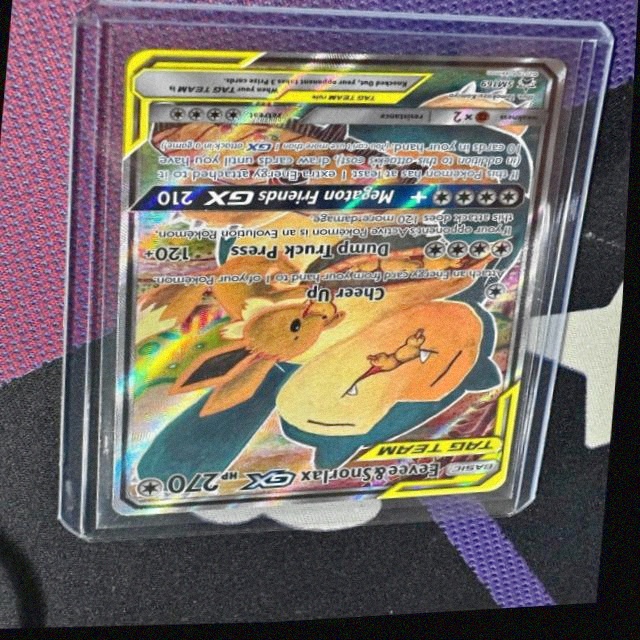 BASIC
TAG TEAM
Eevee&Snorlax GX HP 270
Cheer Up
Attach an Energy card from your hand to 1 of your Pokémon.
Dump Truck Press 120+
If your opponent's Active Pokémon is an Evolution Pokémon,
this attack does 120 more damage.
Megaton Friends GX 210
If this Pokémon has at least 1 extra Energy attached to it
(in addition to this attack's cost), draw cards until you have
10 cards in your hand. (You can't use more than 1 GX attack in a game.)
weakness ×2 resistance retreat
SM169
TAG TEAM rule
When your TAG TEAM is
Knocked Out, your opponent takes 3 Prize cards.